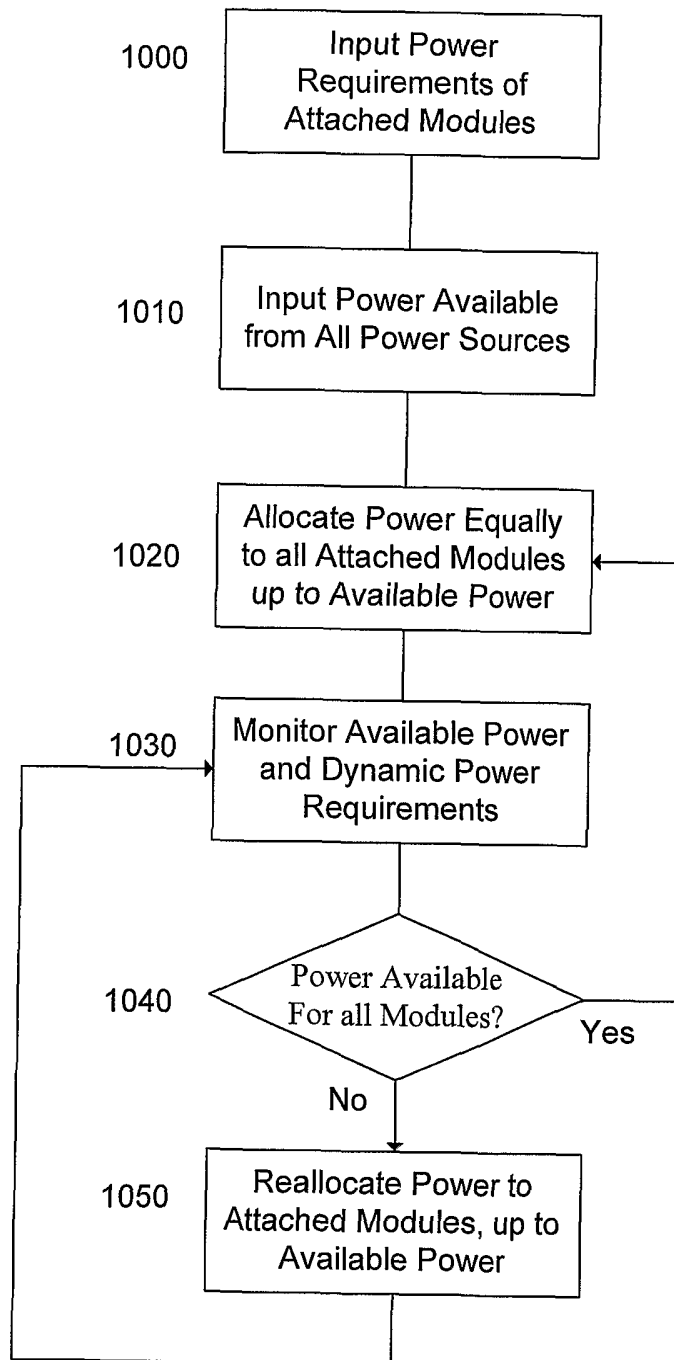 1000
Input Power
Requirements of
Attached Modules
1010
Input Power Available
from All Power Sources
1020
Allocate Power Equally
to all Attached Modules
up to Available Power
1030
Monitor Available Power
and Dynamic Power
Requirements
1040
Power Available
For all Modules?
Yes
No
1050
Reallocate Power to
Attached Modules, up to
Available Power